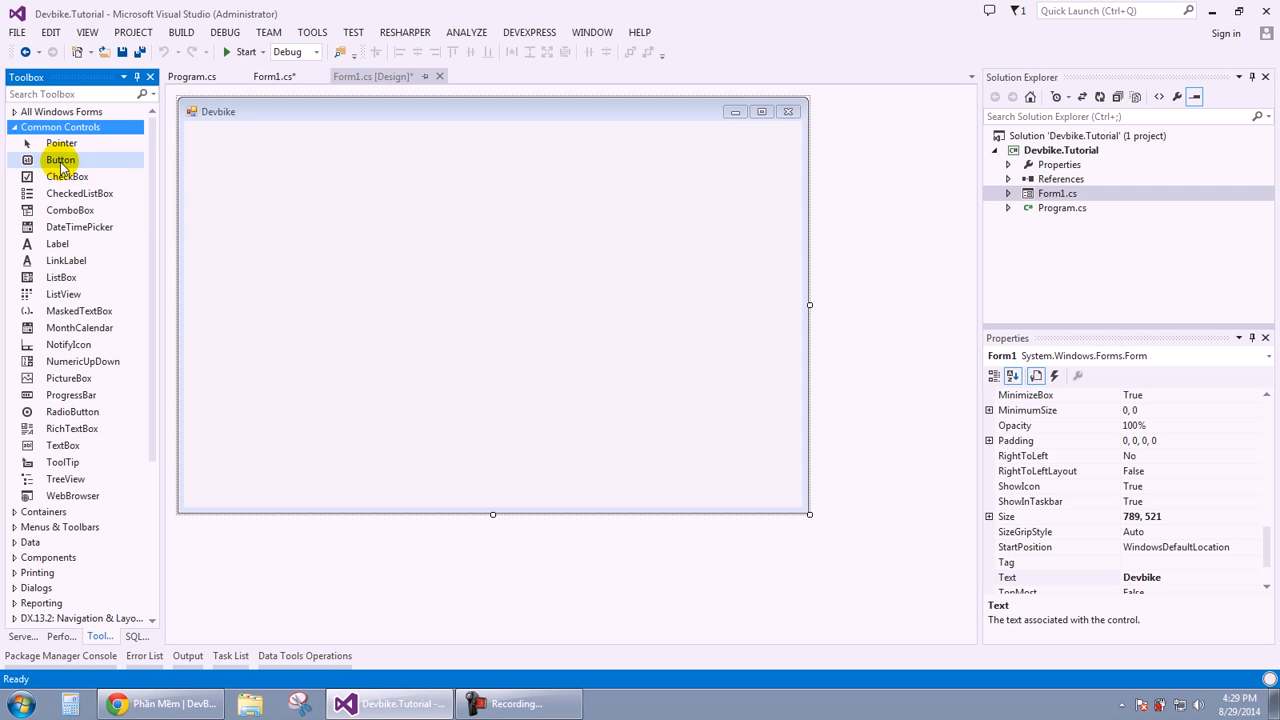 Devbike.Tutorial - Microsoft Visual Studio (Administrator)
1
Quick Launch (Ctrl+Q)
FILE EDIT VIEW PROJECT BUILD DEBUG TEAM TOOLS TEST RESHARPER ANALYZE DEVEXPRESS WINDOW HELP
Sign in
Start Debug
Toolbox
Search Toolbox
All Windows Forms
Common Controls
Pointer
Button
CheckBox
CheckedListBox
ComboBox
DateTimePicker
Label
LinkLabel
ListBox
ListView
MaskedTextBox
MonthCalendar
NotifyIcon
NumericUpDown
PictureBox
ProgressBar
RadioButton
RichTextBox
TextBox
ToolTip
TreeView
WebBrowser
Containers
Menus & Toolbars
Data
Components
Printing
Dialogs
Reporting
DX.13.2: Navigation & Layo...
Serve... Perfo... Tool... SQL...
Program.cs Form1.cs* Form1.cs [Design]*
Devbike
Solution Explorer
Search Solution Explorer (Ctrl+;)
Solution 'Devbike.Tutorial' (1 project)
Devbike.Tutorial
Properties
References
Form1.cs
Program.cs
Properties
Form1 System.Windows.Forms.Form
MinimizeBox True
MinimumSize 0, 0
Opacity 100%
Padding 0, 0, 0, 0
RightToLeft No
RightToLeftLayout False
ShowIcon True
ShowInTaskbar True
Size 789, 521
SizeGripStyle Auto
StartPosition WindowsDefaultLocation
Tag
Text Devbike
TopMost False
Text
The text associated with the control.
Package Manager Console Error List Output Task List Data Tools Operations
Ready
Phần Mềm | DevB... Devbike.Tutorial -... Recording...
4:29 PM
8/29/2014